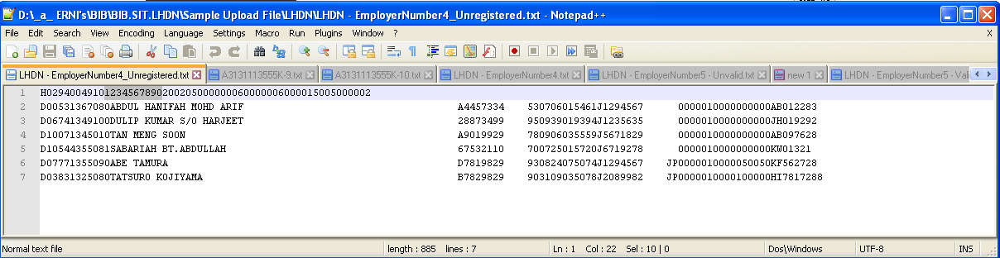 D:\_a_ ERNI's\BIB\BIB.SIT.LHDN\Sample Upload File\LHDN\LHDN - EmployerNumber4_Unregistered.txt - Notepad++
File Edit Search View Encoding Language Settings Macro Run Plugins Window ? X
LHDN - EmployerNumber4_Unregistered.txt A3131113555K-9.txt A3131113555K-10.txt LHDN - EmployerNumber4.txt LHDN - EmployerNumber5 - Unvalid.txt new 1 LHDN - EmployerNumber5 - Vali
1 H029400491012345678902002050000000600000060000150050000002
2 D00531367080ABDUL HANIFAH MOHD ARIF A4457334 530706015461J1294567 0000010000000000AB012283
3 D06741349100DULIP KUMAR S/O HARJEET 28873499 950939019394J1235635 0000010000000000JH019292
4 D10071345010TAN MENG SOON A9019929 780906035559J5671829 0000010000000000AB097628
5 D10544355081SABARIAH BT.ABDULLAH 67532110 700725015720J6719278 0000010000000000KW01321
6 D07771355090ABE TAMURA D7819829 930824075074J1294567 JP0000010000050050KF562728
7 D03831325080TATSURO KOJIYAMA B7829829 903109035078J2089982 JP0000010000100000HI7817288
Normal text file length : 885 lines : 7 Ln : 1 Col : 22 Sel : 10 | 0 Dos\Windows UTF-8 INS